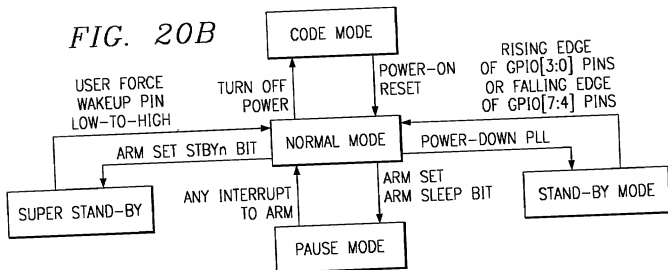 FIG. 20B
CODE MODE
USER FORCE
WAKEUP PIN
LOW-TO-HIGH
TURN OFF
POWER
POWER-ON
RESET
RISING EDGE
OF GPIO[3:0] PINS
OR FALLING EDGE
OF GPIO[7:4] PINS
NORMAL MODE
ARM SET STBYn BIT
POWER-DOWN PLL
SUPER STAND-BY
ANY INTERRUPT
TO ARM
ARM SET
ARM SLEEP BIT
STAND-BY MODE
PAUSE MODE